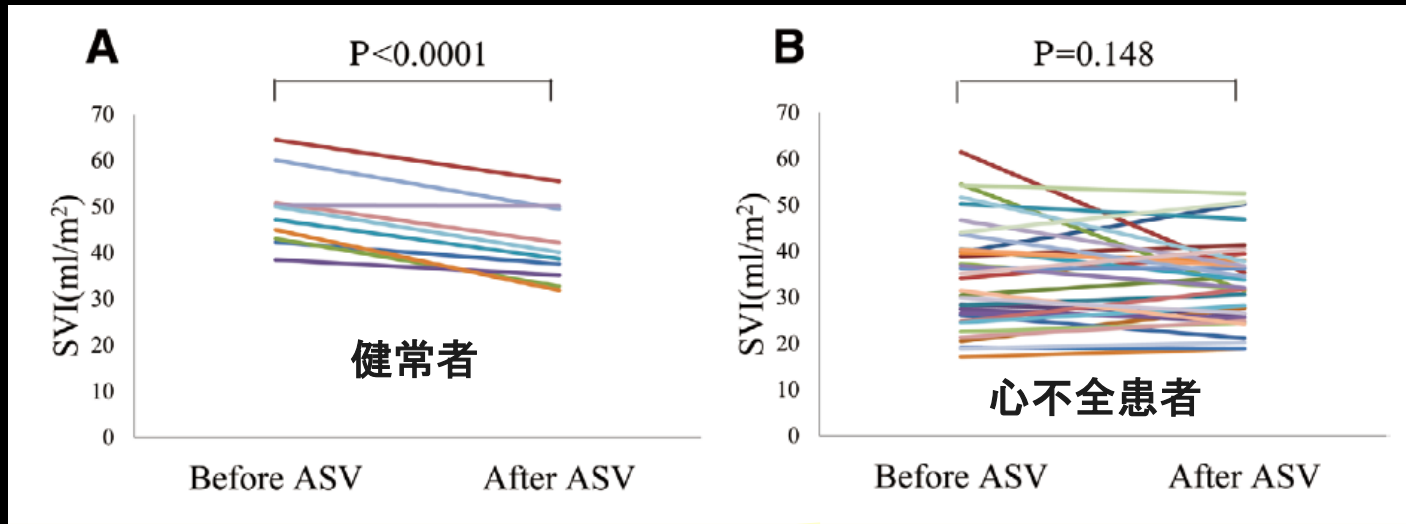 A
P<0.0001
70
60
50
40
30
20
10
0
SVI(ml/m²)
健常者
Before ASV
After ASV
B
P=0.148
70
60
50
40
30
20
10
0
SVI(ml/m²)
心不全患者
Before ASV
After ASV